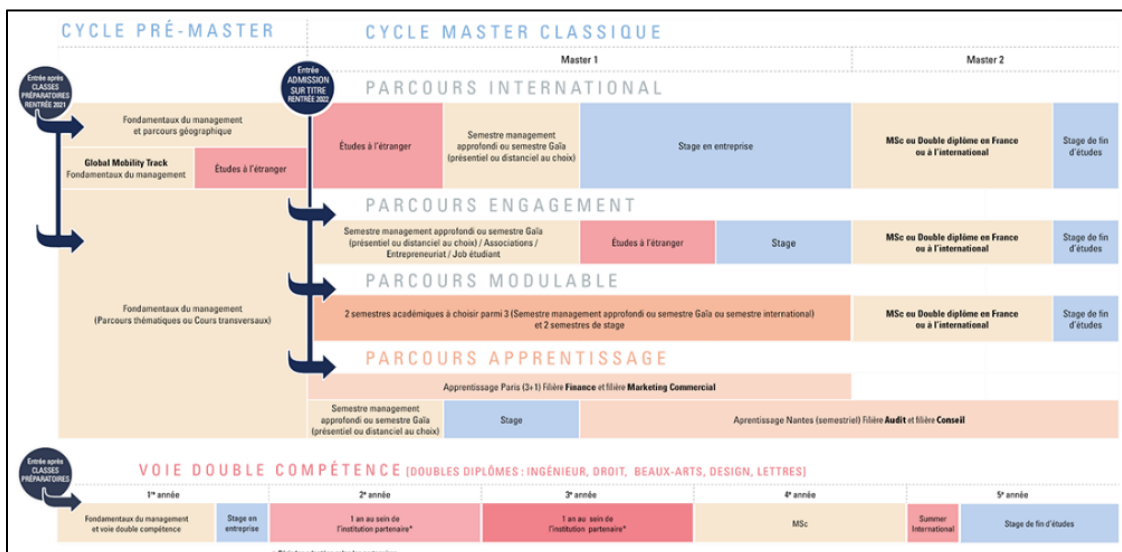 CYCLE PRÉ-MASTER
CYCLE MASTER CLASSIQUE
Master 1
Master 2
Entrée après
CLASSES
PRÉPARATOIRES
RENTRÉE 2021
Entrée
ADMISSION
SUR TITRE
RENTRÉE 2022
PARCOURS INTERNATIONAL
Fondamentaux du management
et parcours géographique
Global Mobility Track
Fondamentaux du management
Études à l'étranger
Études à l'étranger
Semestre management
approfondi ou semestre Gaïa
(présentiel ou distanciel au choix)
Stage en entreprise
MSc ou Double diplôme en France
ou à l'international
Stage de fin
d'études
PARCOURS ENGAGEMENT
Semestre management approfondi ou semestre Gaïa
(présentiel ou distanciel au choix) / Associations /
Entrepreneuriat / Job étudiant
Études à l'étranger
Stage
MSc ou Double diplôme en France
ou à l'international
Stage de fin
d'études
PARCOURS MODULABLE
Fondamentaux du management
(Parcours thématiques ou Cours transversaux)
2 semestres académiques à choisir parmi 3 (Semestre management approfondi ou semestre Gaïa ou semestre international)
et 2 semestres de stage
MSc ou Double diplôme en France
ou à l'international
Stage de fin
d'études
PARCOURS APPRENTISSAGE
Apprentissage Paris (3+1) Filière Finance et filière Marketing Commercial
Semestre management
approfondi ou semestre Gaïa
(présentiel ou distanciel au choix)
Stage
Apprentissage Nantes (semestriel) Filière Audit et filière Conseil
Entrée après
CLASSES
PRÉPARATOIRES
VOIE DOUBLE COMPÉTENCE [DOUBLES DIPLÔMES : INGÉNIEUR, DROIT, BEAUX-ARTS, DESIGN, LETTRES]
1re année
2e année
3e année
4e année
5e année
Fondamentaux du management
et voie double compétence
Stage en
entreprise
1 an au sein de
l'institution partenaire*
1 an au sein de
l'institution partenaire*
MSc
Summer
International
Stage de fin d'études